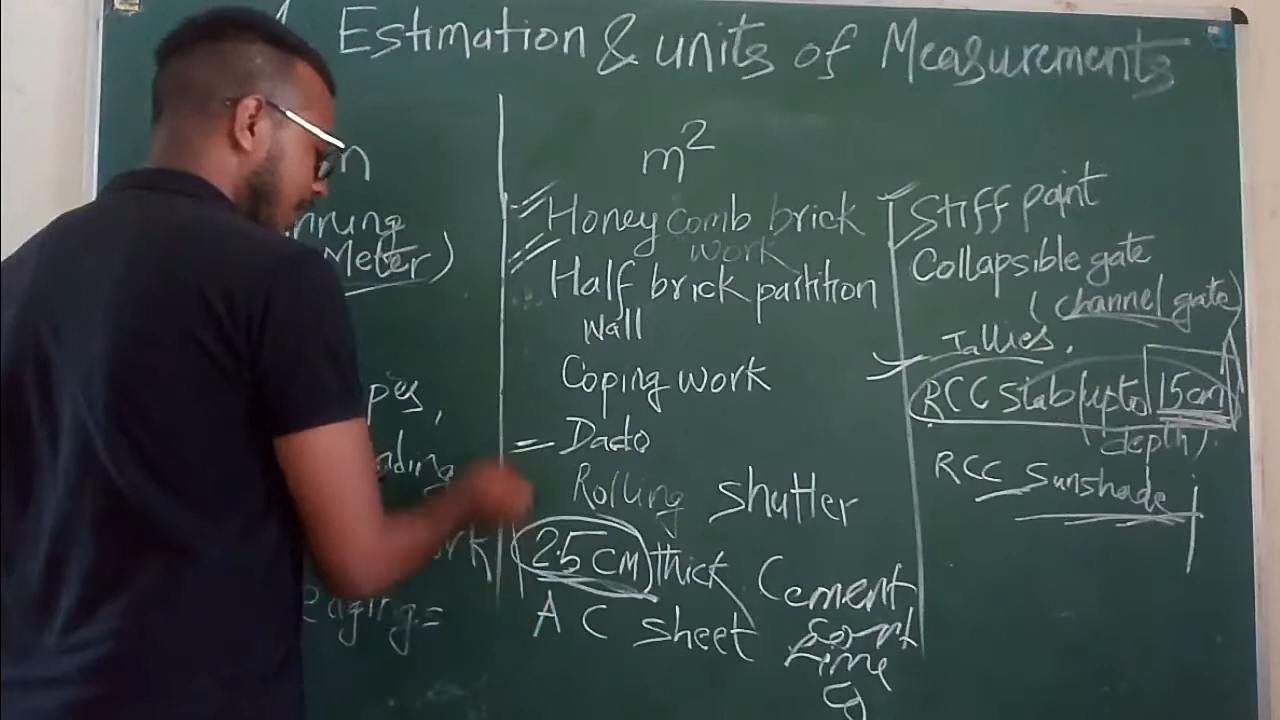 Estimation & units of Measurements
Meter)
m²
Honey comb brick
work
Half brick partition
Wall
Coping work
Dado
Rolling shutter
2.5 CM thick Cement
AC sheet
Stiff paint
Collapsible gate
(channel gate)
Jallies.
RCC slab (upto 15cm
depth)
RCC Sunshade